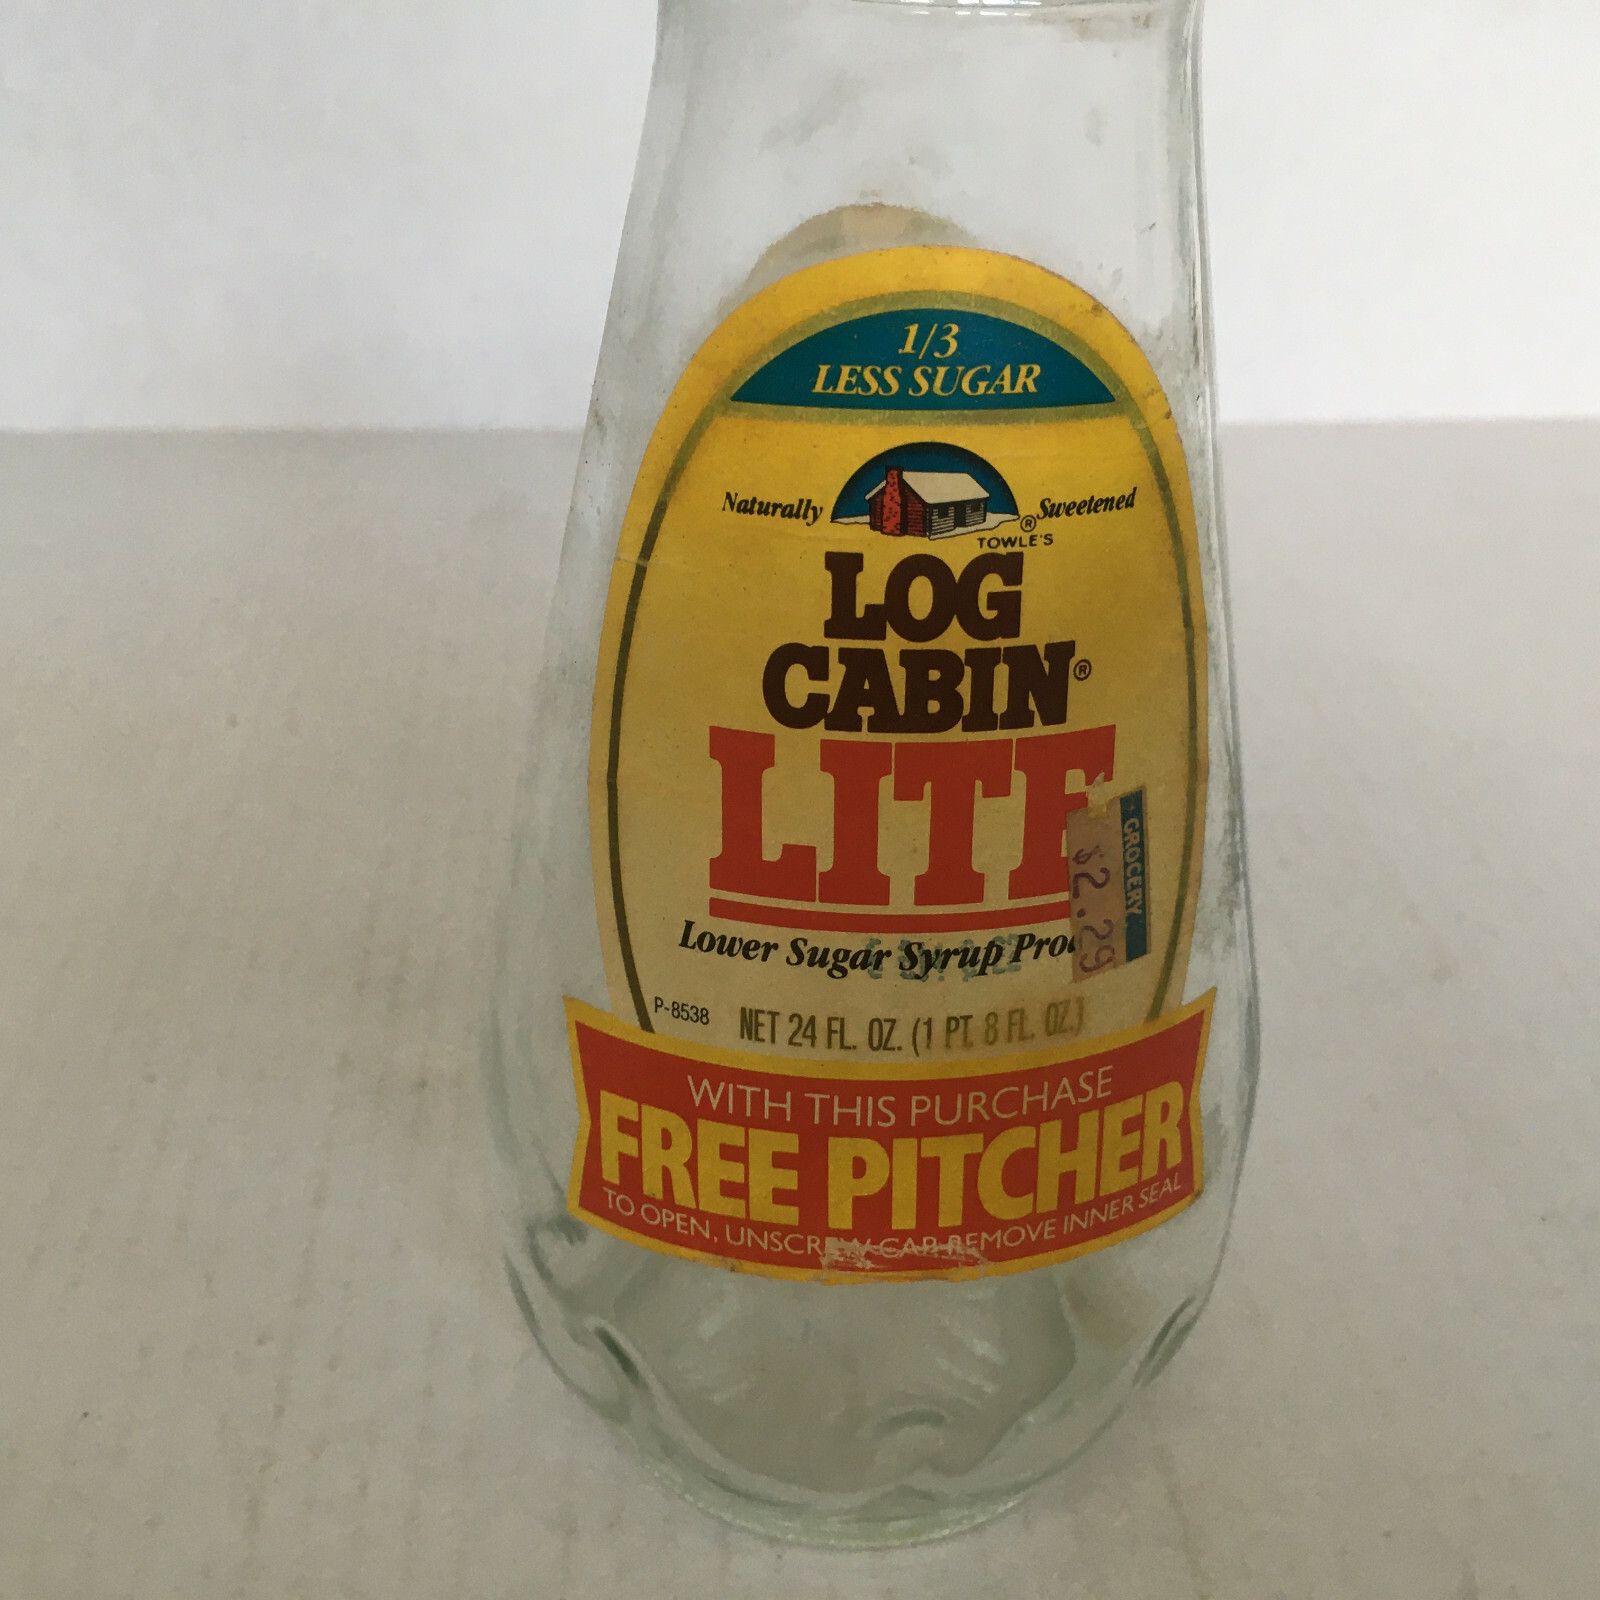 1/3
LESS SUGAR
Naturally Sweetened
®
TOWLE'S
LOG
CABIN®
LITE
GROCERY
$2.29
Lower Sugar Syrup
P-8538
NET 24 FL. OZ. (1 PT. 8 FL. OZ.)
WITH THIS PURCHASE
FREE PITCHER
TO OPEN, UNSCREW CAP REMOVE INNER SEAL